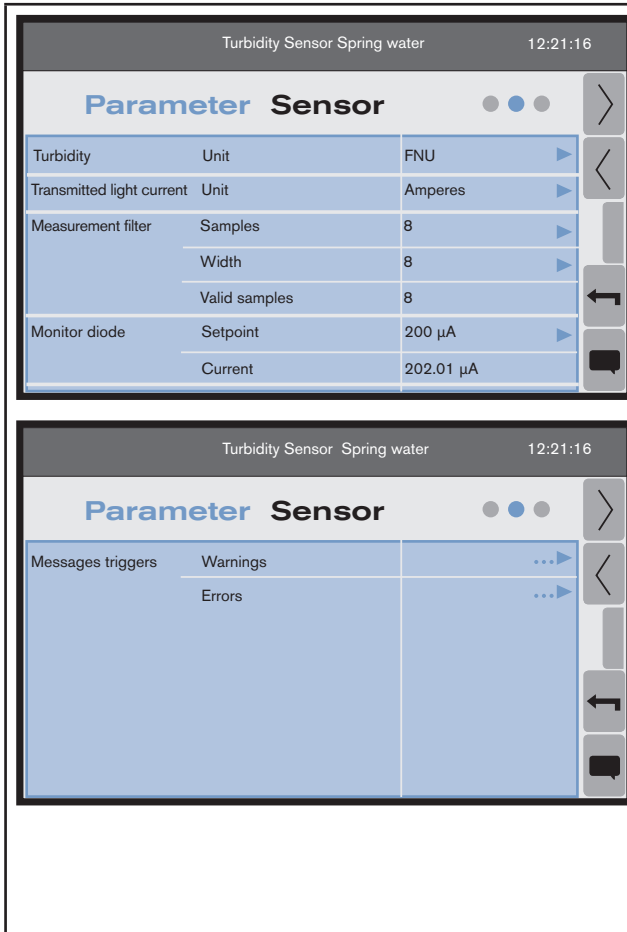 Turbidity Sensor Spring water 12:21:16
Parameter Sensor
Turbidity Unit FNU
Transmitted light current Unit Amperes
Measurement filter Samples 8
Width 8
Valid samples 8
Monitor diode Setpoint 200 µA
Current 202.01 µA
Turbidity Sensor Spring water 12:21:16
Parameter Sensor
Messages triggers Warnings ...
Errors ...